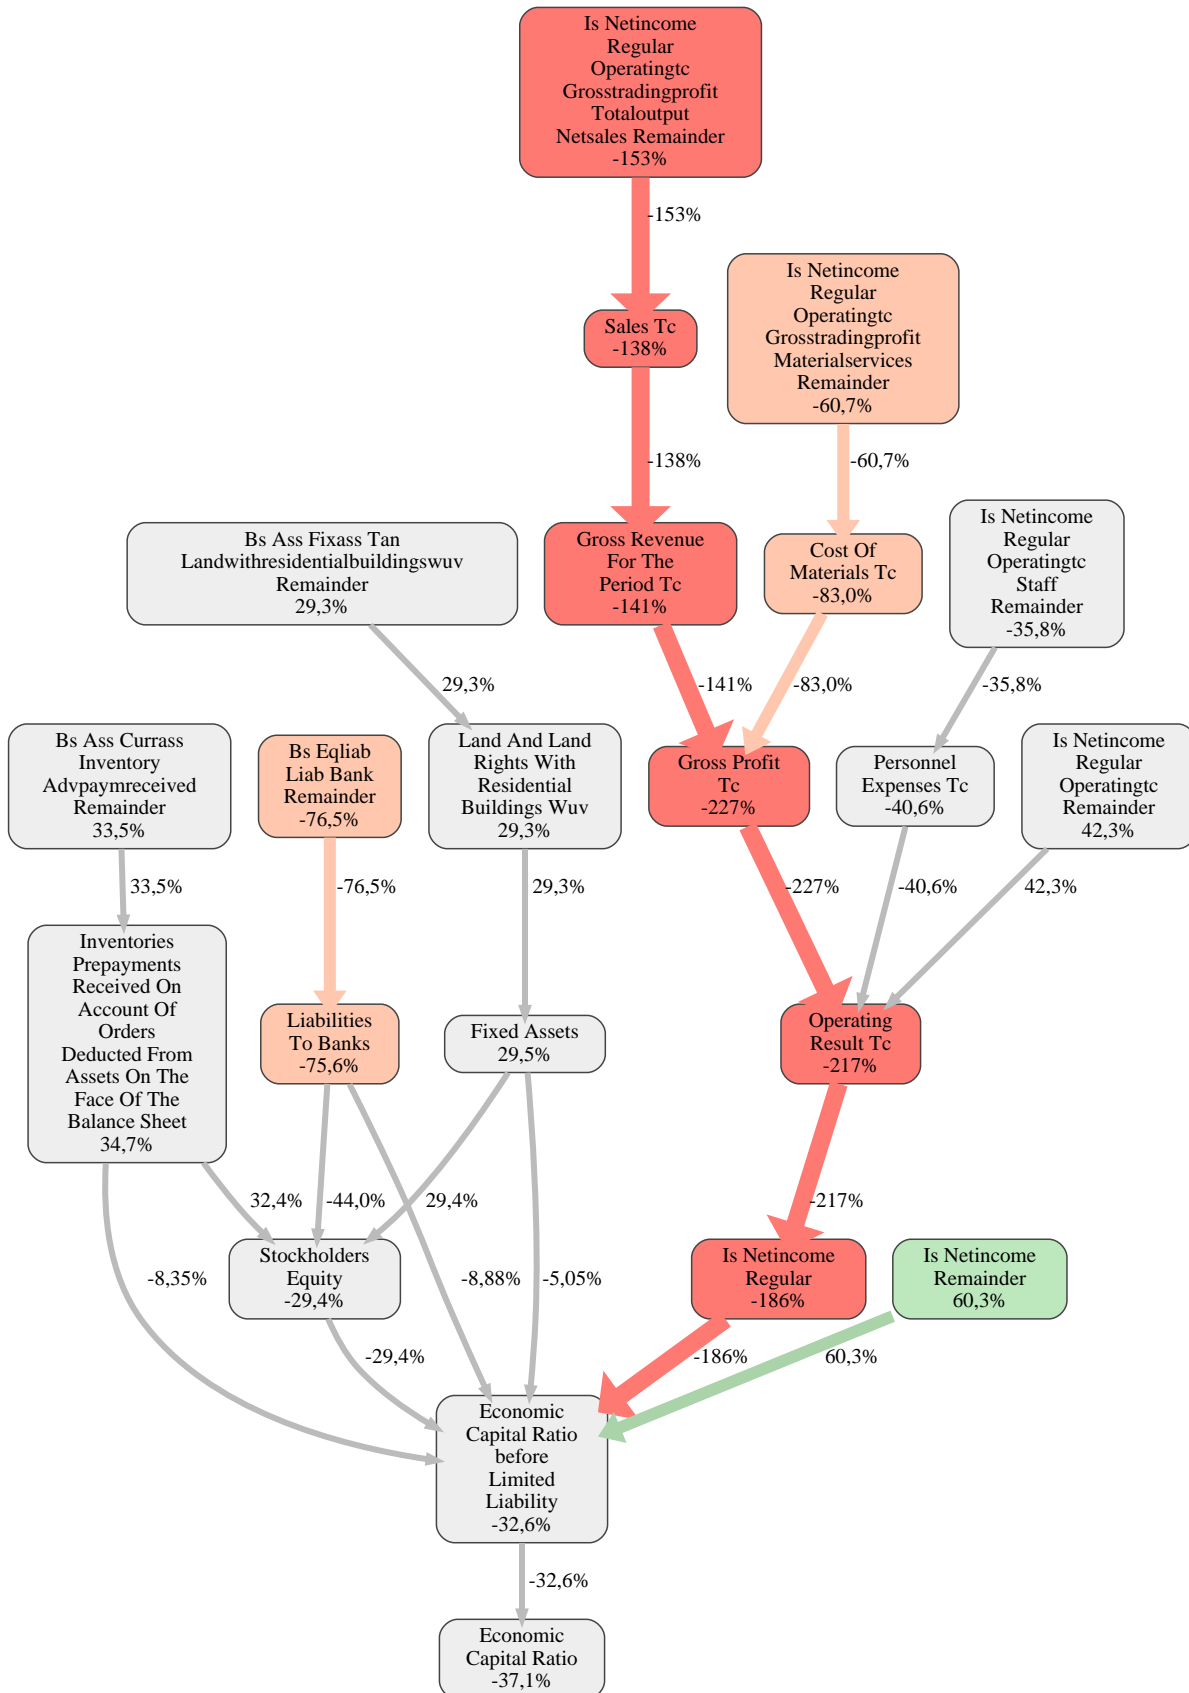 Is Netincome
Regular
Operatingtc
Grosstradingprofit
Totaloutput
Netsales Remainder
-153%
-153%
Is Netincome
Regular
Operatingtc
Grosstradingprofit
Materialservices
Remainder
-60,7%
Sales Tc
-138%
-138%
-60,7%
Bs Ass Fixass Tan
Landwithresidentialbuildingswuv
Remainder
29,3%
Gross Revenue
For The
Period Tc
-141%
Cost Of
Materials Tc
-83,0%
Is Netincome
Regular
Operatingtc
Staff
Remainder
-35,8%
29,3%
-141%
-83,0%
-35,8%
Bs Ass Currass
Inventory
Advpaymreceived
Remainder
33,5%
Bs Eqliab
Liab Bank
Remainder
-76,5%
Land And Land
Rights With
Residential
Buildings Wuv
29,3%
Gross Profit
Tc
-227%
Personnel
Expenses Tc
-40,6%
Is Netincome
Regular
Operatingtc
Remainder
42,3%
33,5%
-76,5%
29,3%
-227%
-40,6%
42,3%
Inventories
Prepayments
Received On
Account Of
Orders
Deducted From
Assets On The
Face Of The
Balance Sheet
34,7%
Liabilities
To Banks
-75,6%
Fixed Assets
29,5%
Operating
Result Tc
-217%
32,4%
-44,0%
29,4%
-217%
Stockholders
Equity
-29,4%
Is Netincome
Regular
-186%
Is Netincome
Remainder
60,3%
-8,35%
-8,88%
-5,05%
-29,4%
-186%
60,3%
Economic
Capital Ratio
before
Limited
Liability
-32,6%
-32,6%
Economic
Capital Ratio
-37,1%